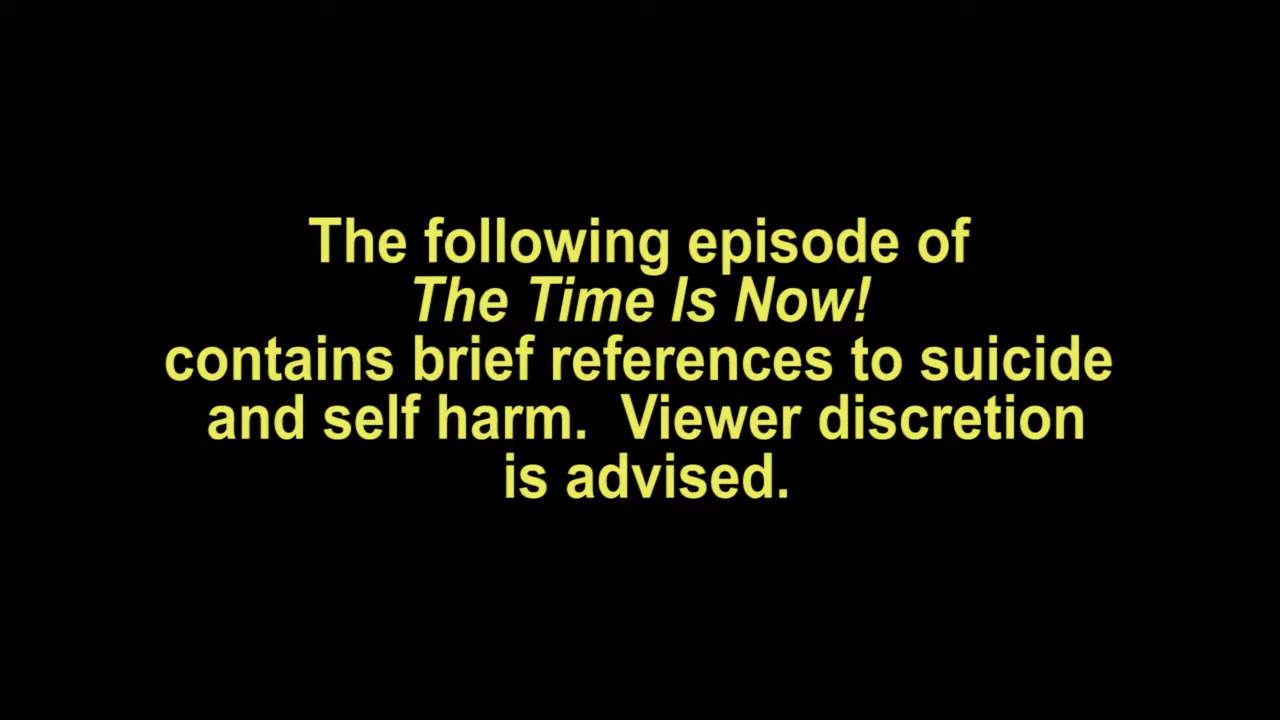 The following episode of
The Time Is Now!
contains brief references to suicide
and self harm.  Viewer discretion
is advised.